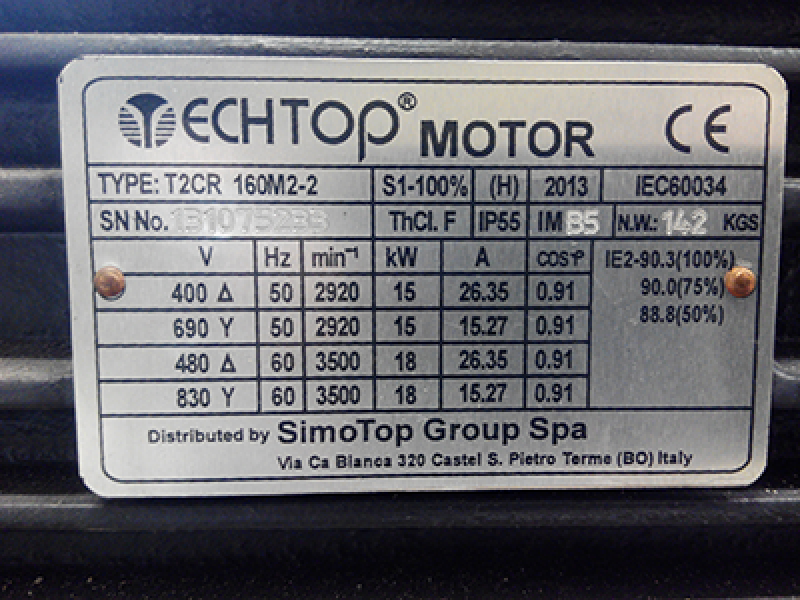 TECHTOP® MOTOR CE
TYPE: T2CR 160M2-2 S1-100% (H) 2013 IEC60034
SN No. 131075233 ThCl. F IP55 IM B5 N.W.: 142 KGS
V Hz min⁻¹ kW A COSφ IE2-90.3(100%)
400 Δ 50 2920 15 26.35 0.91 90.0(75%)
690 Y 50 2920 15 15.27 0.91 88.8(50%)
480 Δ 60 3500 18 26.35 0.91
830 Y 60 3500 18 15.27 0.91
Distributed by SimoTop Group Spa
Via Ca Bianca 320 Castel S. Pietro Terme (BO) Italy